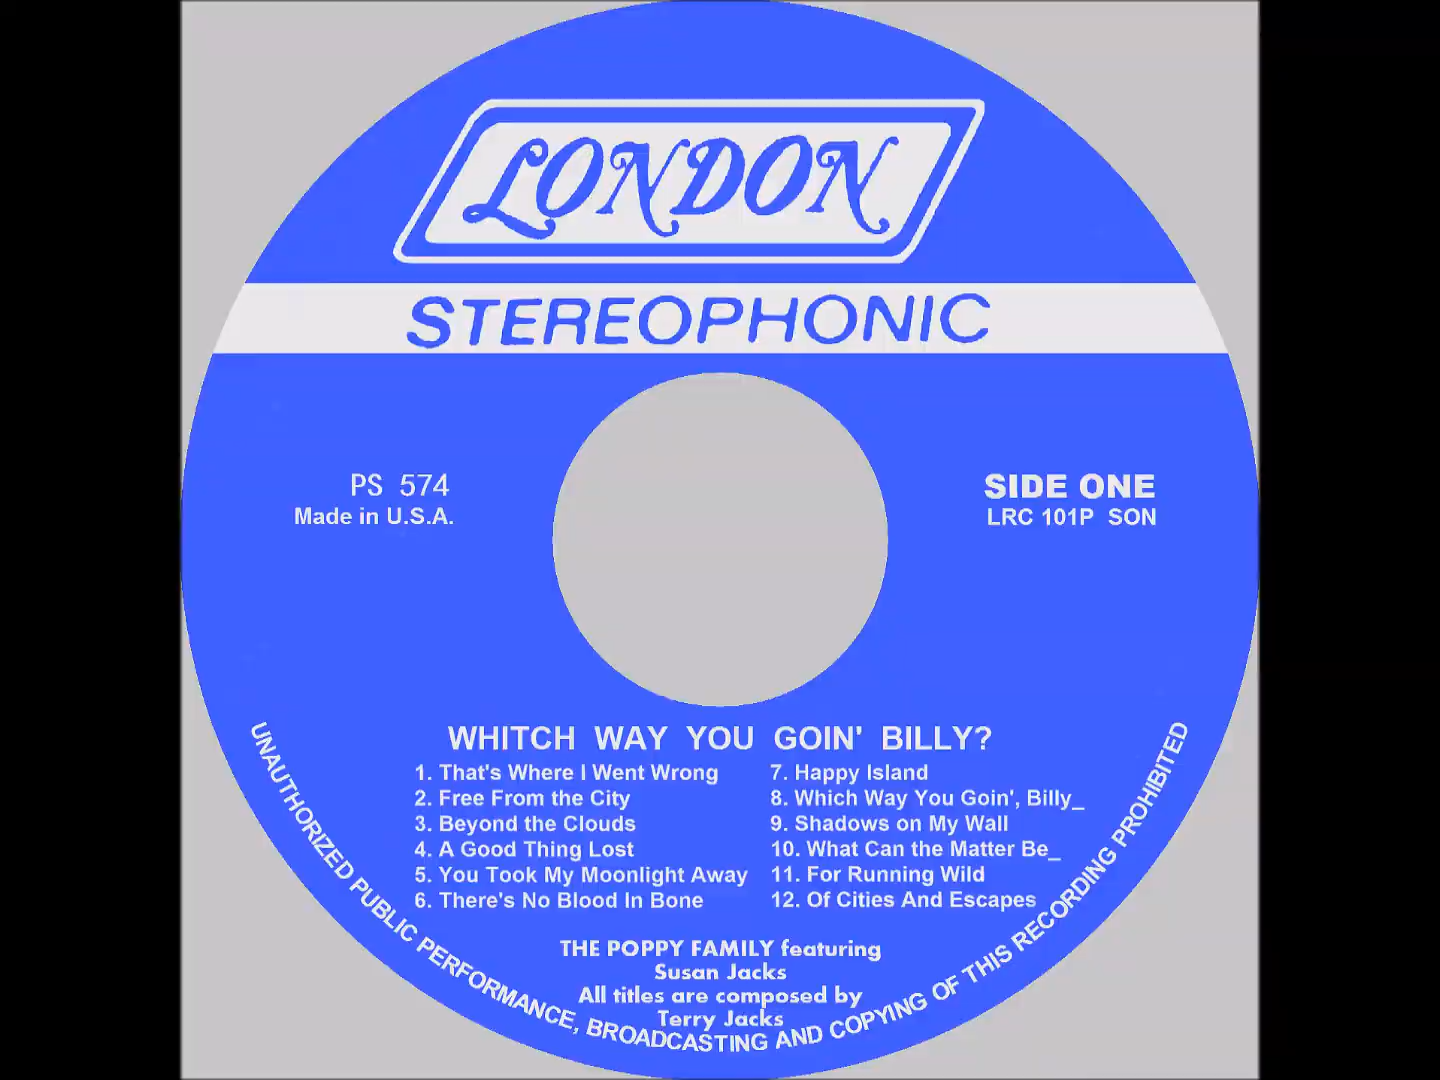 LONDON
STEREOPHONIC
PS 574
Made in U.S.A.
SIDE ONE
LRC 101P SON
WHITCH WAY YOU GOIN' BILLY?
1. That's Where I Went Wrong
2. Free From the City
3. Beyond the Clouds
4. A Good Thing Lost
5. You Took My Moonlight Away
6. There's No Blood In Bone
7. Happy Island
8. Which Way You Goin', Billy_
9. Shadows on My Wall
10. What Can the Matter Be_
11. For Running Wild
12. Of Cities And Escapes
THE POPPY FAMILY featuring
Susan Jacks
All titles are composed by
Terry Jacks
UNAUTHORIZED PUBLIC PERFORMANCE, BROADCASTING AND COPYING OF THIS RECORDING PROHIBITED